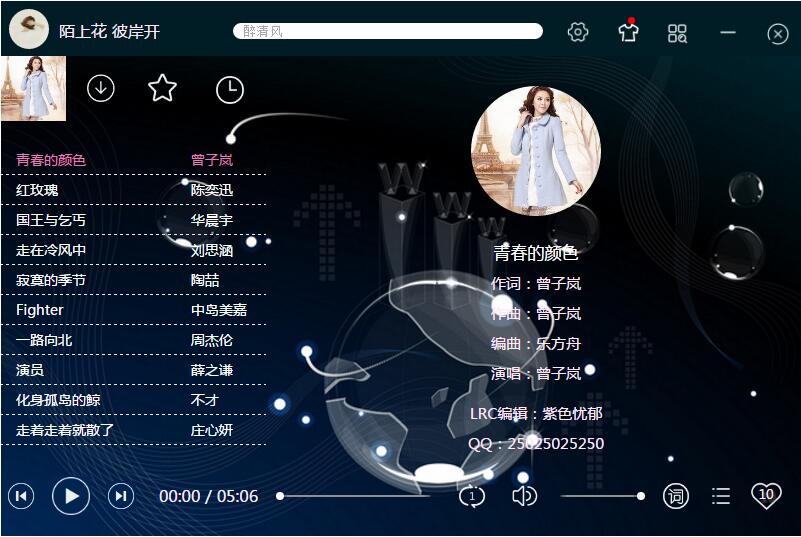 陌上花 彼岸开
醉清风
青春的颜色 曾子岚
红玫瑰 陈奕迅
国王与乞丐 华晨宇
走在冷风中 刘思涵
寂寞的季节 陶喆
Fighter 中岛美嘉
一路向北 周杰伦
演员 薛之谦
化身孤岛的鲸 不才
走着走着就散了 庄心妍
WWW
青春的颜色
作词：曾子岚
作曲：曾子岚
编曲：乐方舟
演唱：曾子岚
LRC编辑：紫色忧郁
QQ：25625025250
00:00 / 05:06
1
词
10